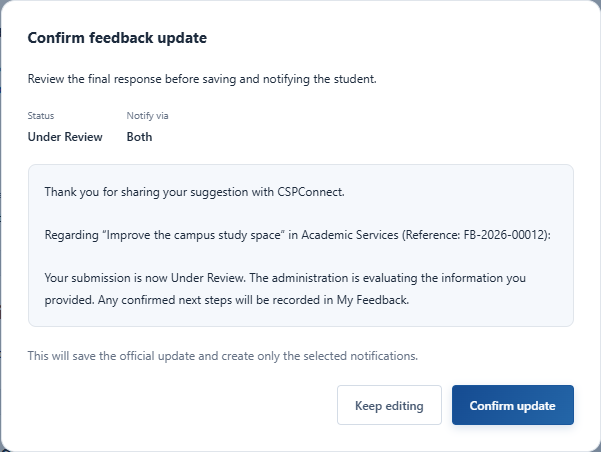 Confirm feedback update
Review the final response before saving and notifying the student.
Status
Notify via
Under Review
Both
Thank you for sharing your suggestion with CSPConnect.
Regarding “Improve the campus study space” in Academic Services (Reference: FB-2026-00012):
Your submission is now Under Review. The administration is evaluating the information you
provided. Any confirmed next steps will be recorded in My Feedback.
This will save the official update and create only the selected notifications.
Keep editing
Confirm update